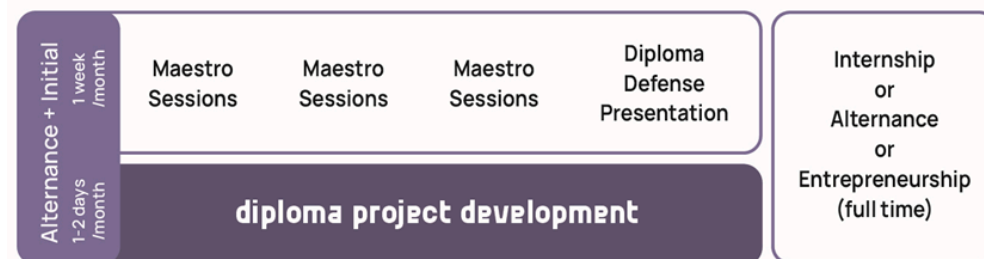 Alternance + Initial
1 week
/month
1-2 days
/month
Maestro
Sessions
Maestro
Sessions
Maestro
Sessions
Diploma
Defense
Presentation
diploma project development
Internship
or
Alternance
or
Entrepreneurship
(full time)